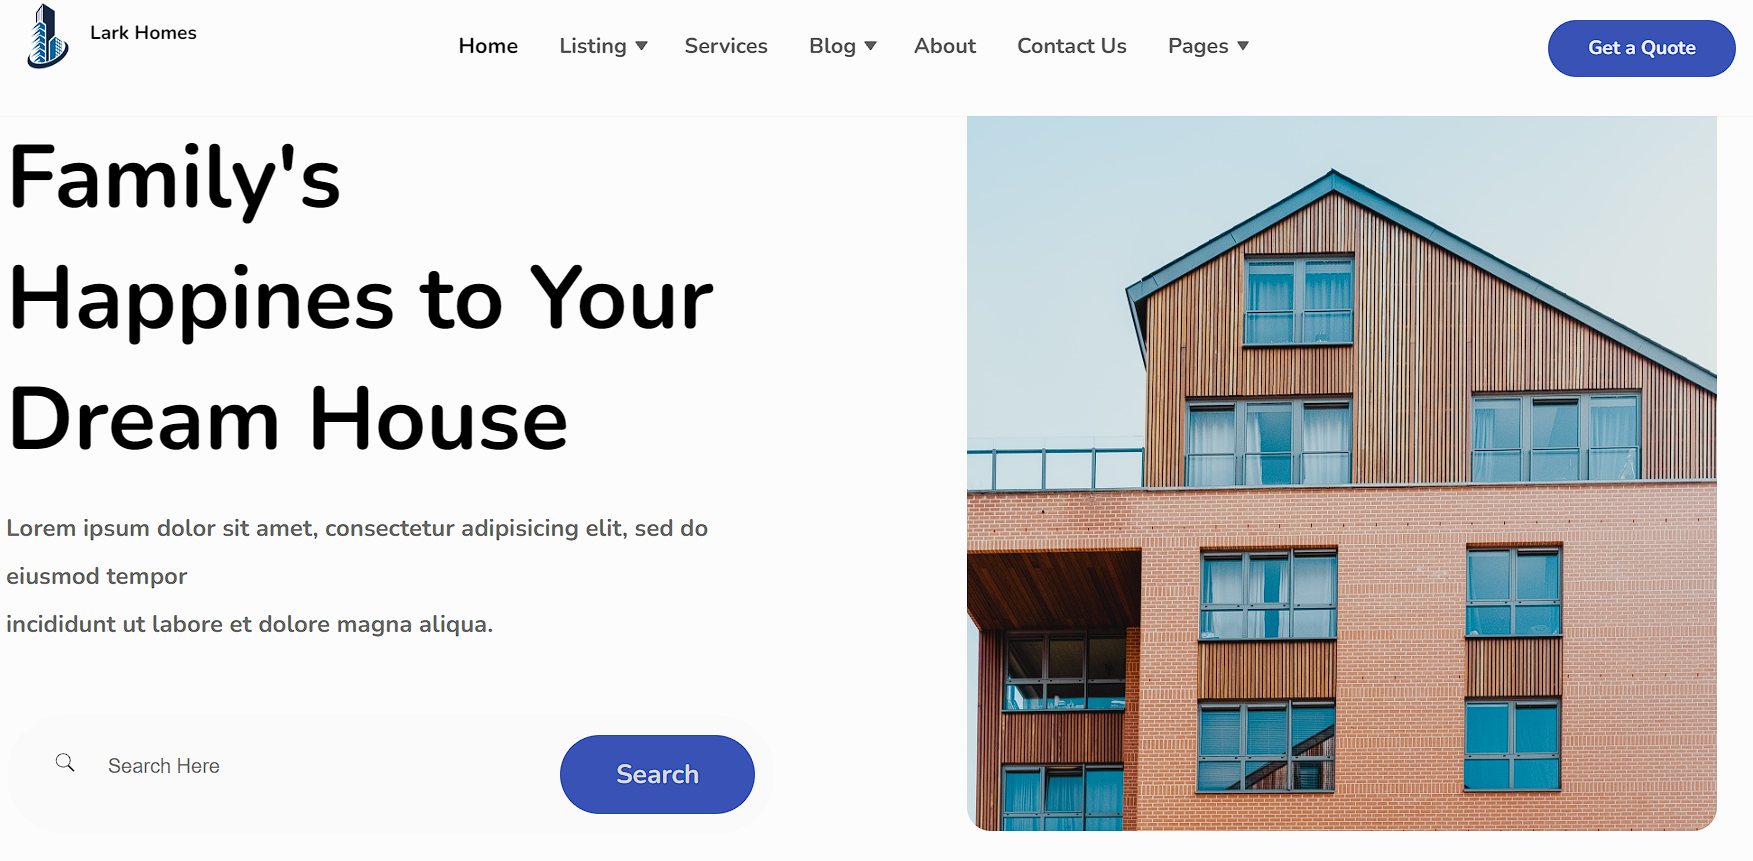 Lark Homes
Home Listing Services Blog About Contact Us Pages
Get a Quote
Family's
Happines to Your
Dream House
Lorem ipsum dolor sit amet, consectetur adipisicing elit, sed do
eiusmod tempor
incididunt ut labore et dolore magna aliqua.
Search Here
Search